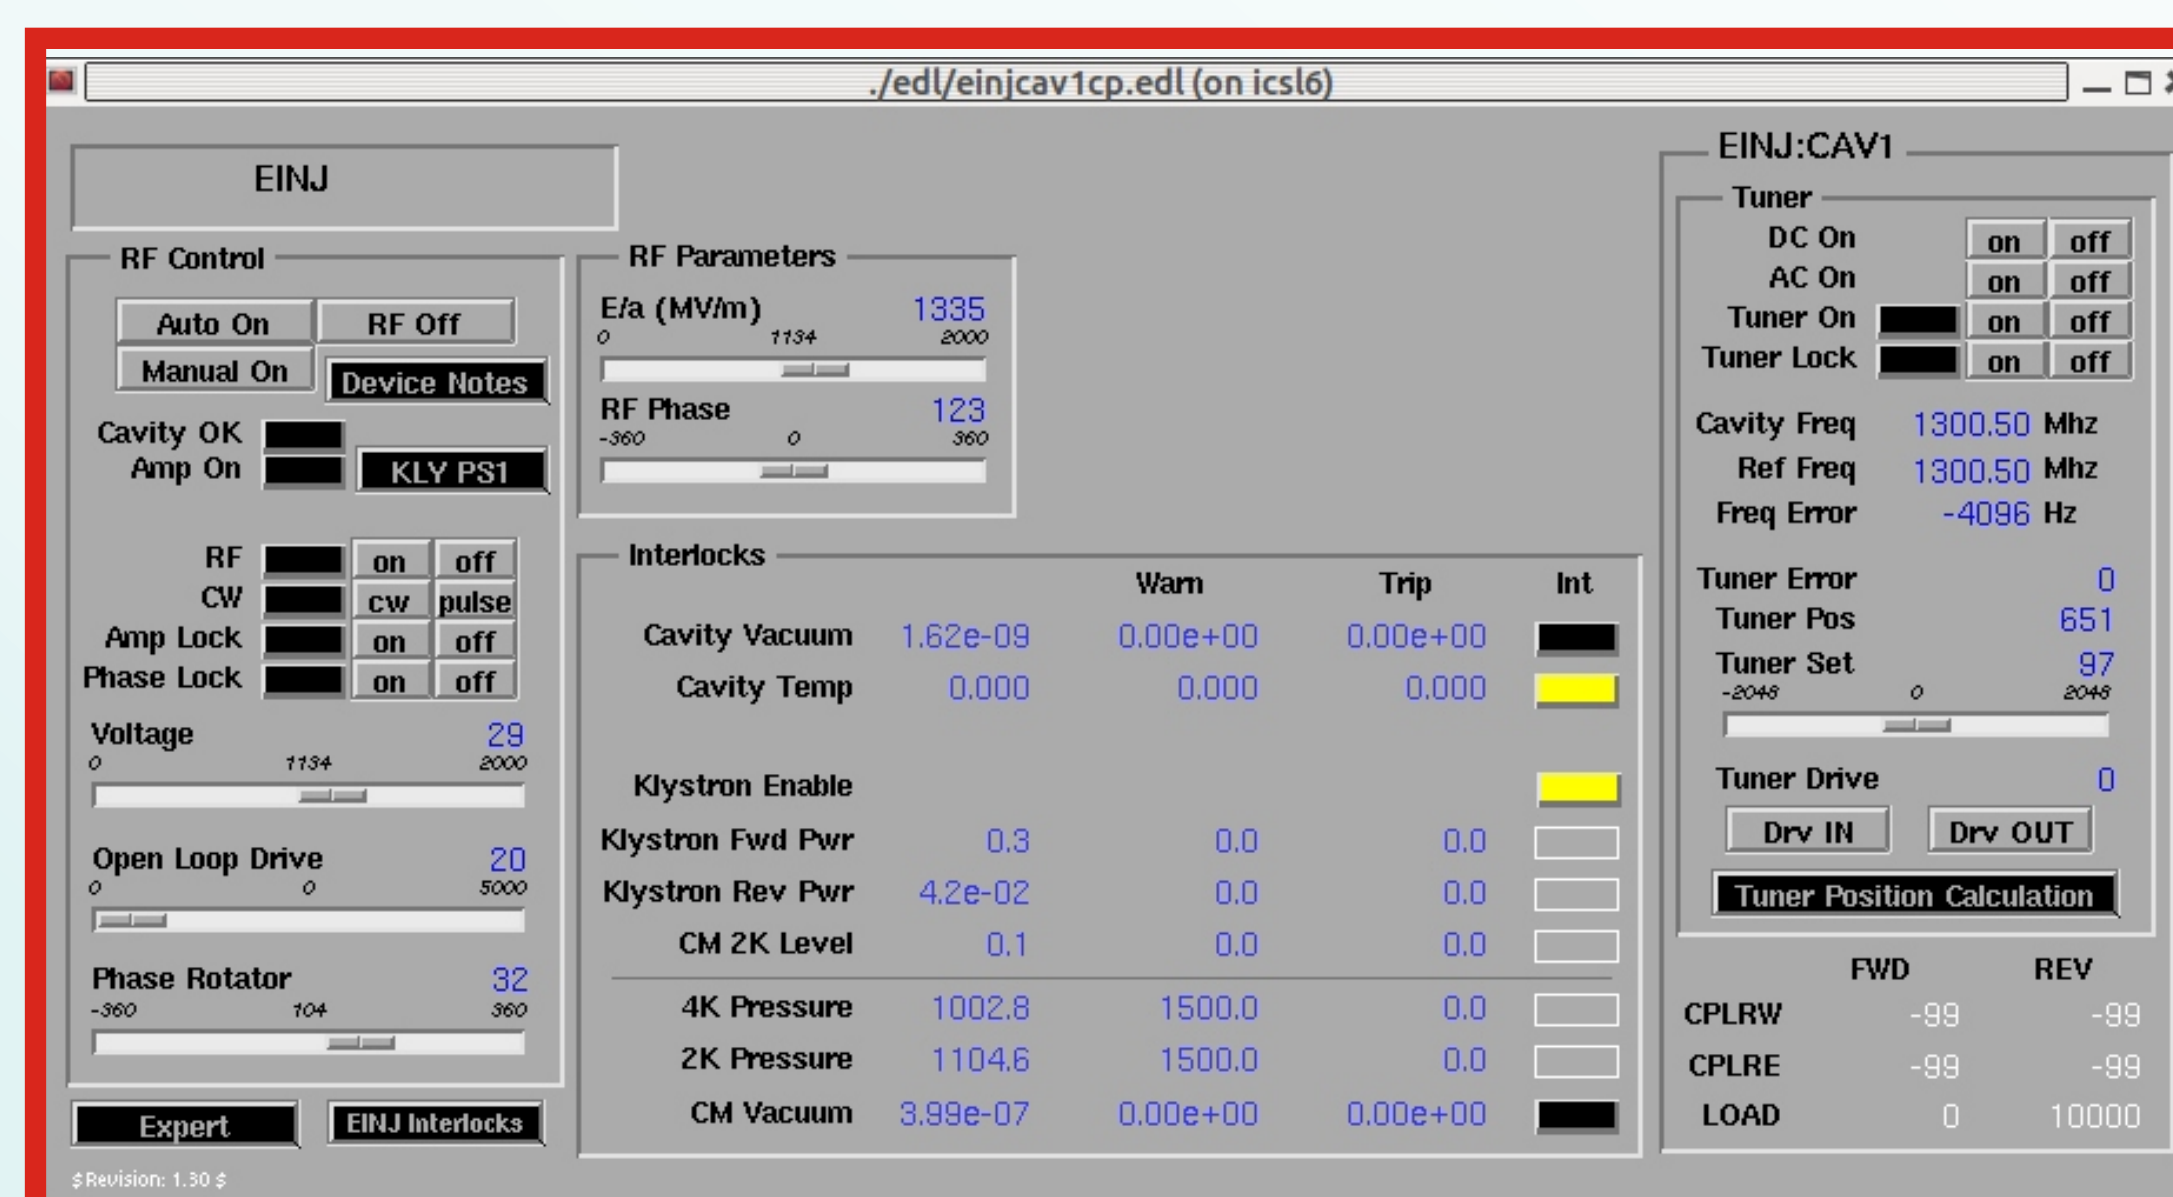 ./edl/einjcav1cp.edl (on icsl6)
EINJ
RF Control
Auto On RF Off
Manual On Device Notes
Cavity OK
Amp On KLY PS1
RF on off
CW cw pulse
Amp Lock on off
Phase Lock on off
Voltage 29
0 1134 2000
Open Loop Drive 20
0 0 5000
Phase Rotator 32
-360 104 360
Expert EINJ Interlocks
$Revision: 1.30 $
RF Parameters
E/a (MV/m) 1335
0 1134 2000
RF Phase 123
-360 0 360
Interlocks
Warn Trip Int
Cavity Vacuum 1.62e-09 0.00e+00 0.00e+00
Cavity Temp 0.000 0.000 0.000
Klystron Enable
Klystron Fwd Pwr 0.3 0.0 0.0
Klystron Rev Pwr 4.2e-02 0.0 0.0
CM 2K Level 0.1 0.0 0.0
4K Pressure 1002.8 1500.0 0.0
2K Pressure 1104.6 1500.0 0.0
CM Vacuum 3.99e-07 0.00e+00 0.00e+00
EINJ:CAV1
Tuner
DC On on off
AC On on off
Tuner On on off
Tuner Lock on off
Cavity Freq 1300.50 Mhz
Ref Freq 1300.50 Mhz
Freq Error -4096 Hz
Tuner Error 0
Tuner Pos 651
Tuner Set 97
-2048 0 2048
Tuner Drive 0
Drv IN Drv OUT
Tuner Position Calculation
FWD REV
CPLRW -99 -99
CPLRE -99 -99
LOAD 0 10000